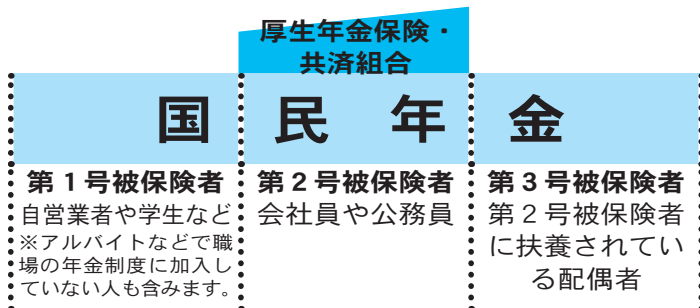 厚生年金保険・
共済組合
国民年金
第1号被保険者
自営業者や学生など
※アルバイトなどで職
場の年金制度に加入し
ていない人も含みます。
第2号被保険者
会社員や公務員
第3号被保険者
第2号被保険者
に扶養されてい
る配偶者